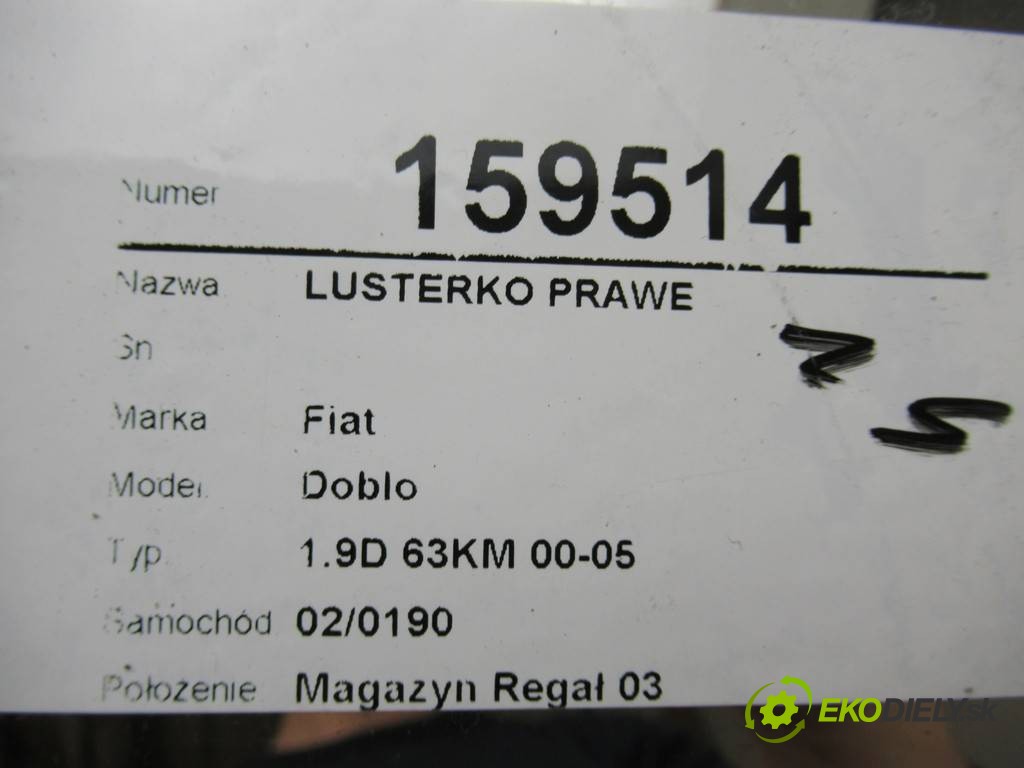 Numer 159514
Nazwa LUSTERKO PRAWE
Sn
Marka Fiat
Model Doblo
Typ 1.9D 63KM 00-05
Samochód 02/0190
Położenie Magazyn Regał 03
EKODIELY.sk